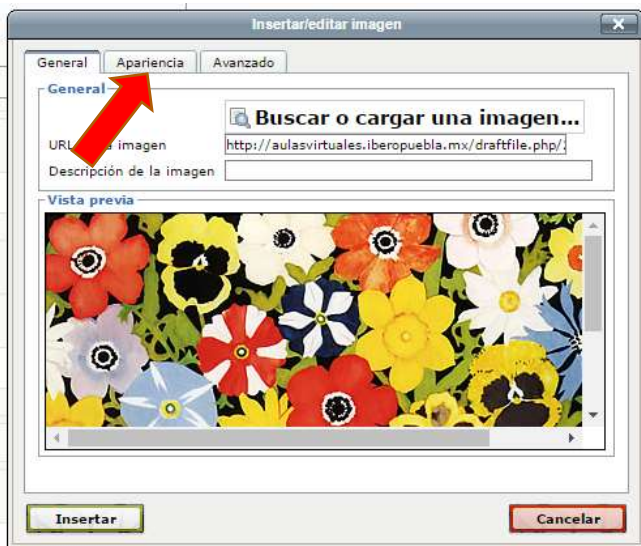 Insertar/editar imagen
General Apariencia Avanzado
General
Buscar o cargar una imagen...
URL imagen http://aulasvirtuales.iberopuebla.mx/draftfile.php/
Descripción de la imagen
Vista previa
Insertar Cancelar